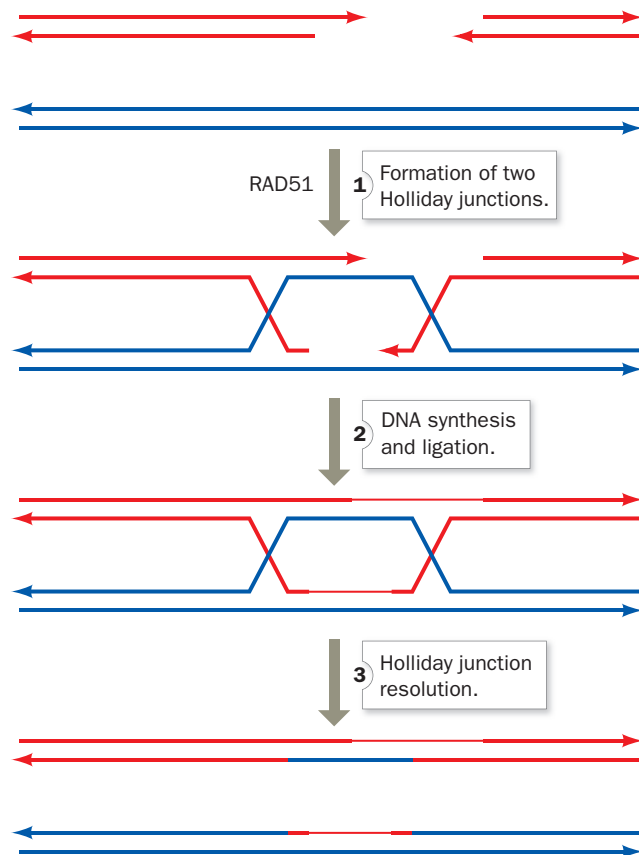 RAD51
1
Formation of two
Holliday junctions.
2
DNA synthesis
and ligation.
3
Holliday junction
resolution.